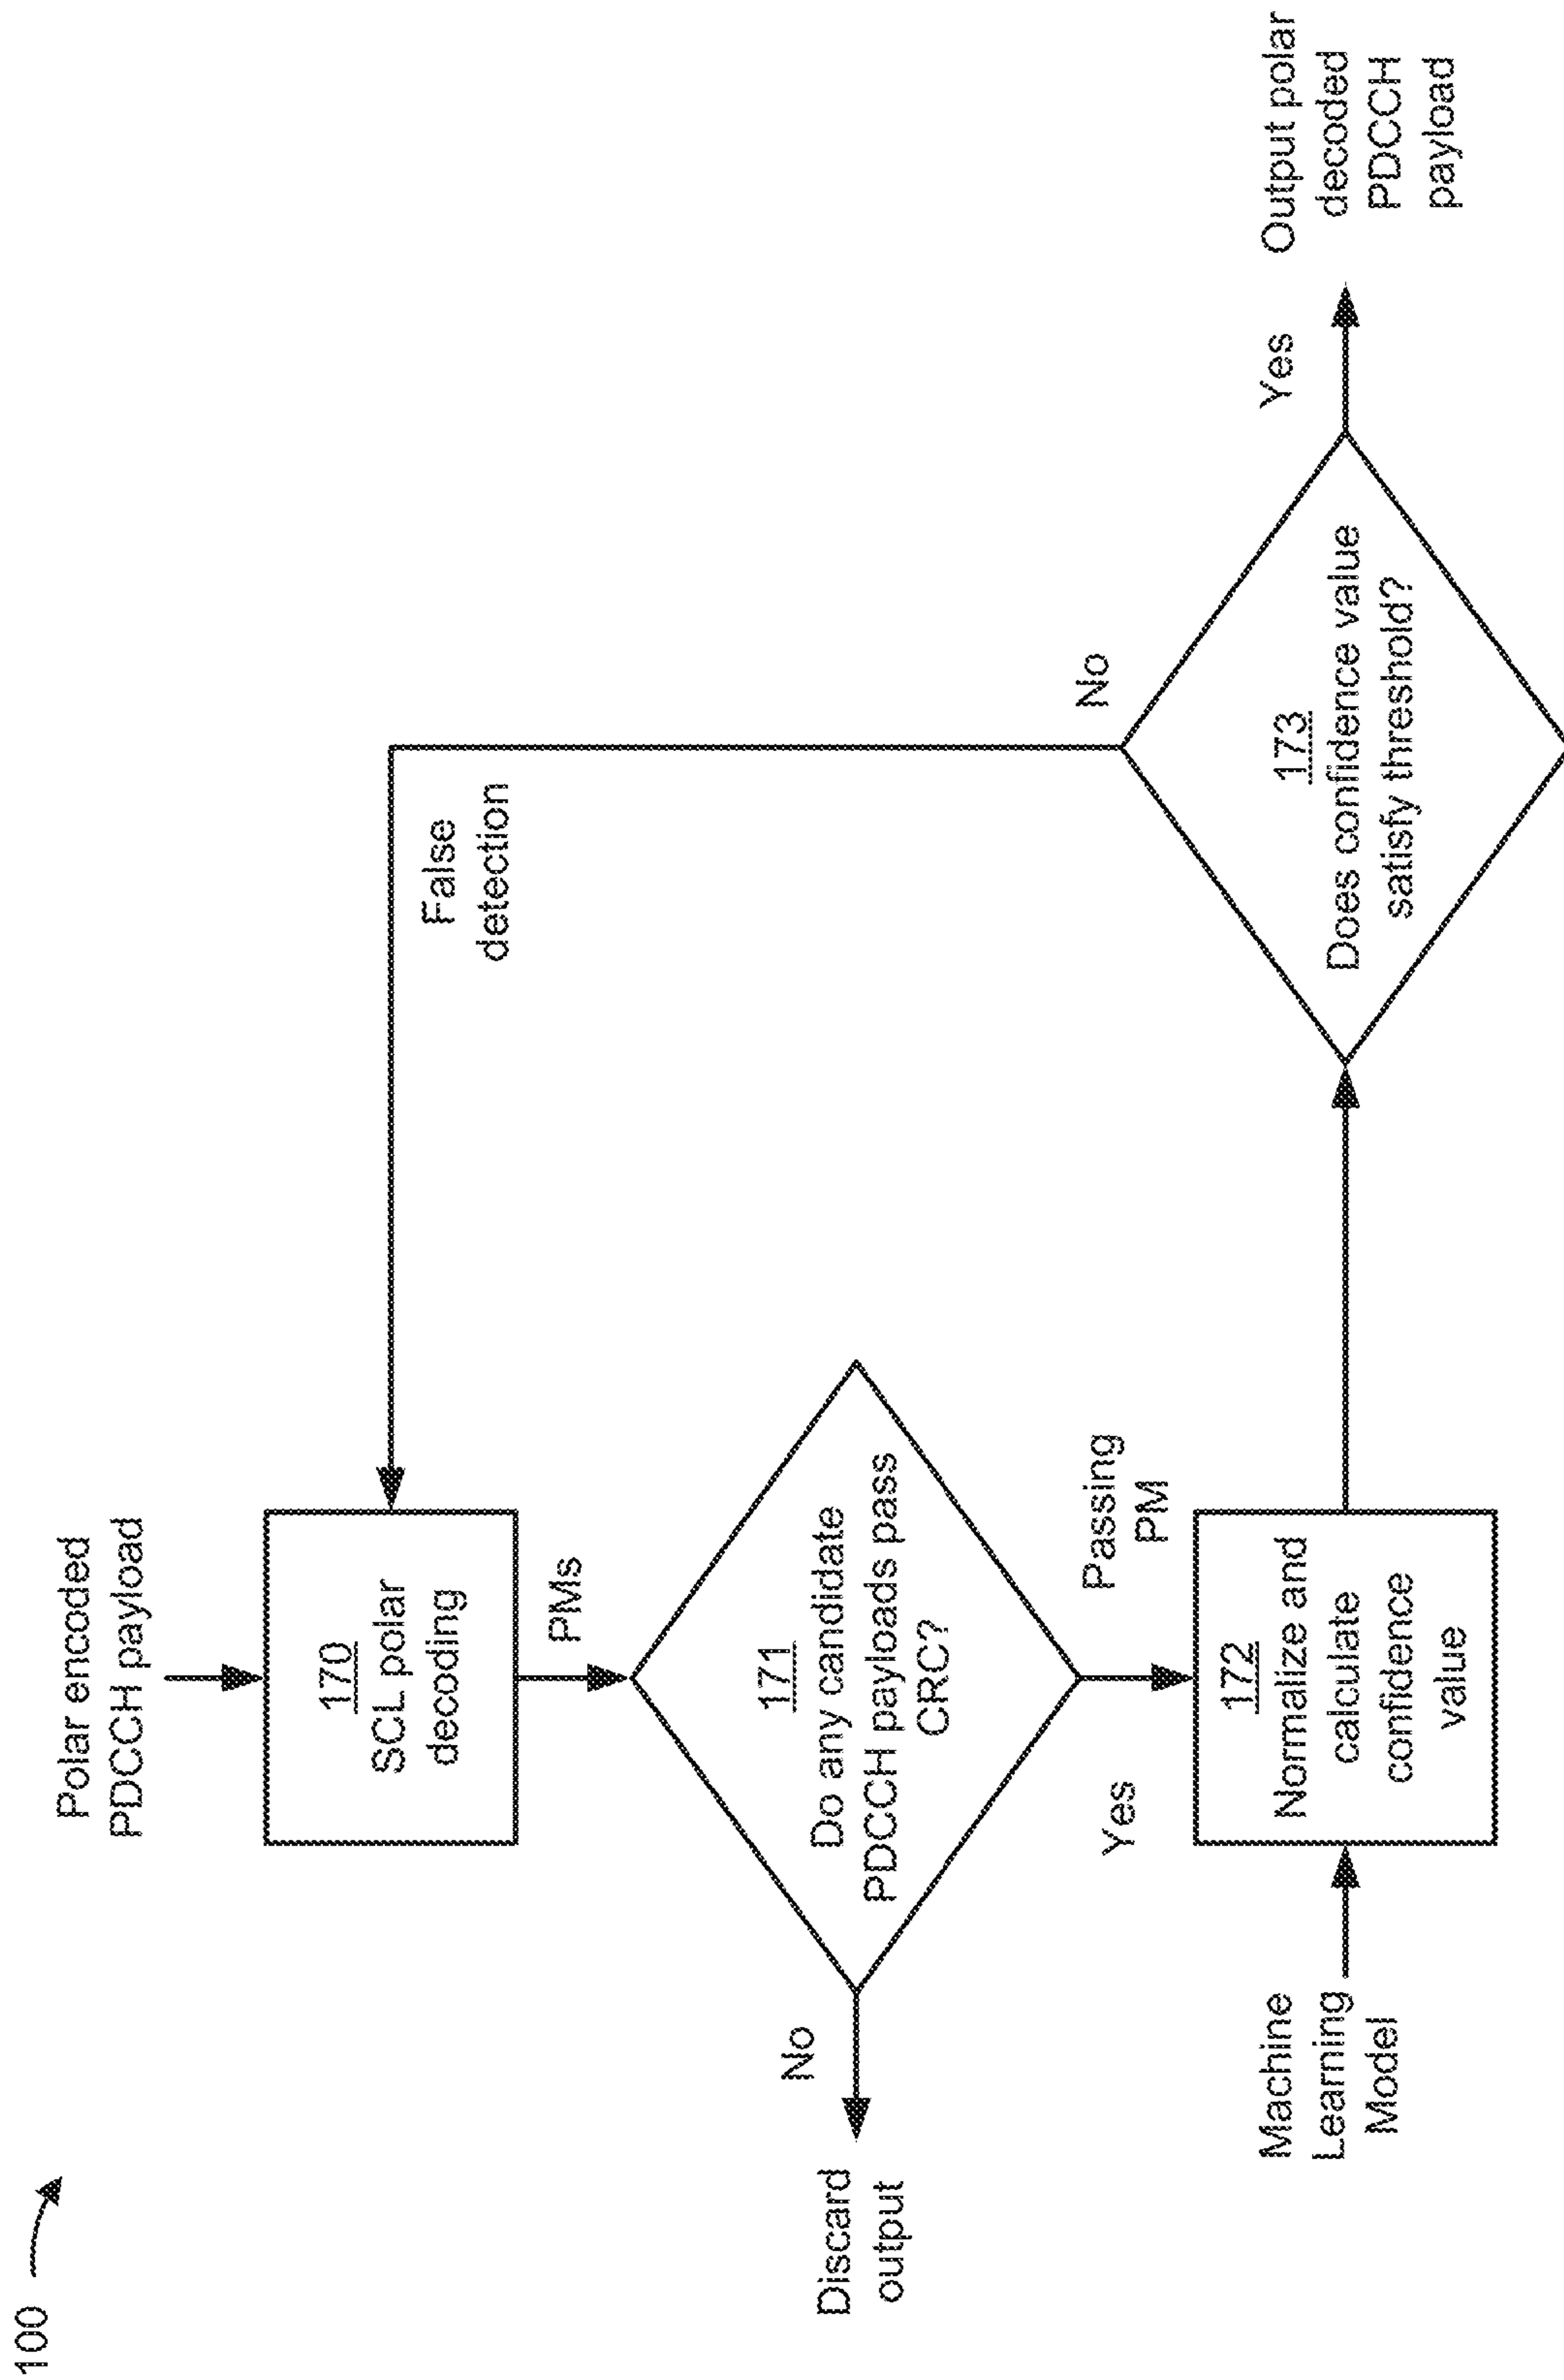 100
Polar encoded
PDCCH payload
170
SCL polar
decoding
False
detection
PMs
171
Do any candidate
PDCCH payloads pass
CRC?
No
Discard
output
Yes
Passing
PM
Machine
Learning
Model
172
Normalize and
calculate
confidence
value
173
Does confidence value
satisfy threshold?
No
Yes
Output polar
decoded
PDCCH
payload